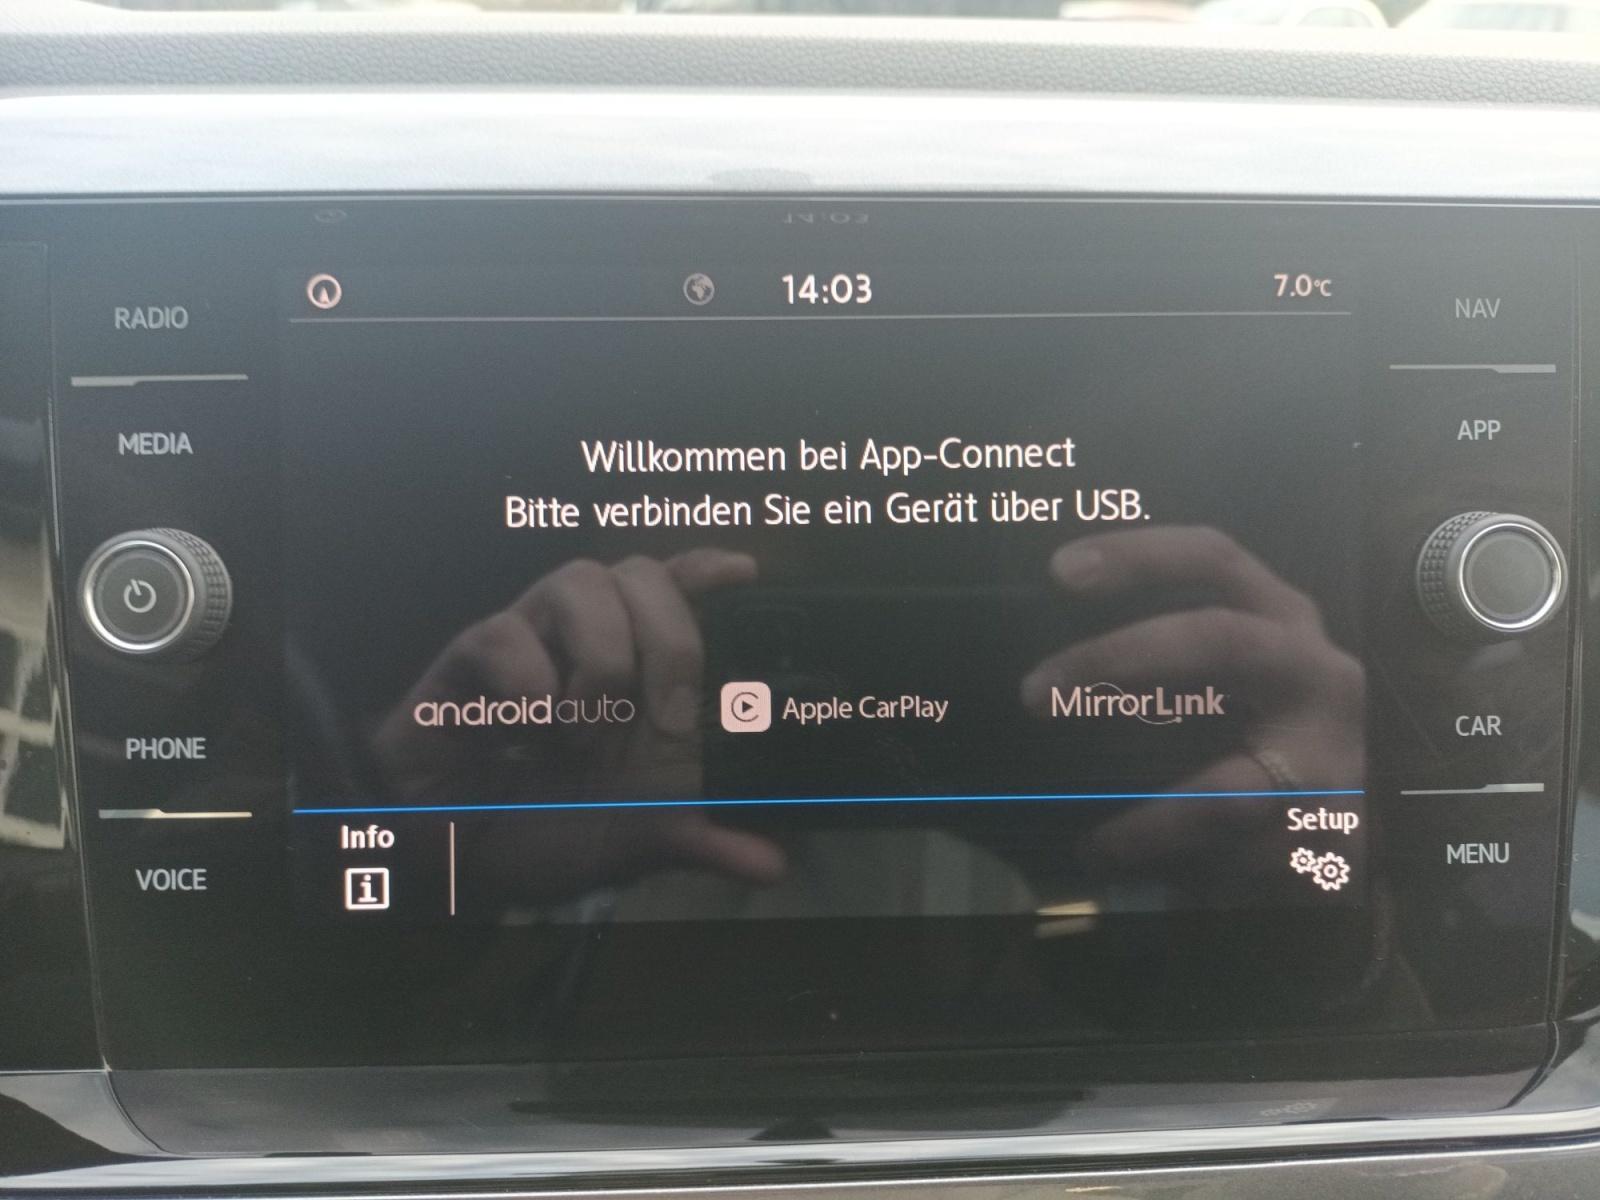 14:03
7.0°C
RADIO
NAV
MEDIA
APP
Willkommen bei App-Connect
Bitte verbinden Sie ein Gerät über USB.
androidauto
Apple CarPlay
MirrorLink
PHONE
CAR
Info
Setup
VOICE
MENU